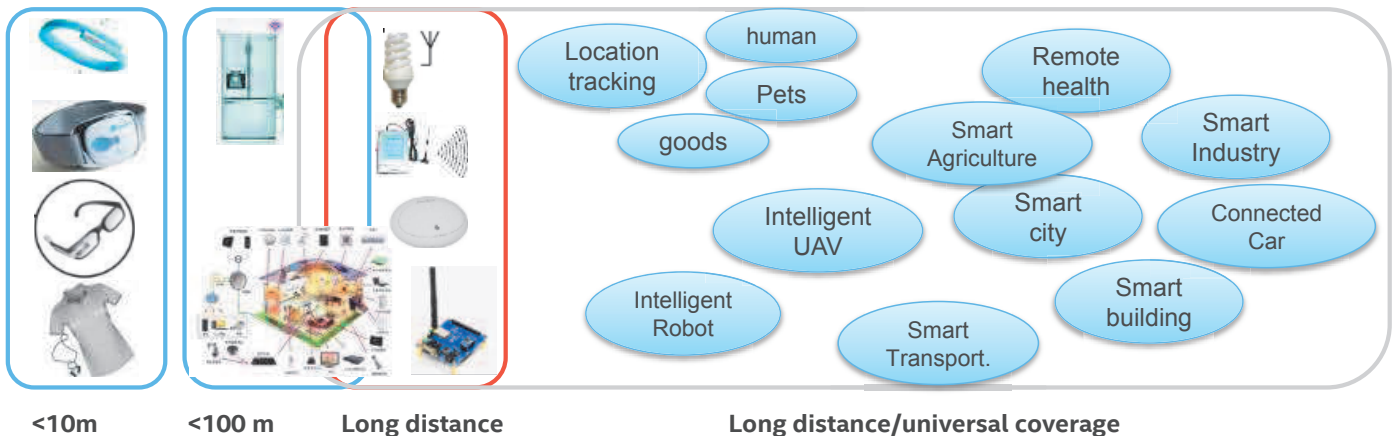 Location
tracking
human
Pets
goods
Remote
health
Smart
Agriculture
Smart
Industry
Intelligent
UAV
Smart
city
Connected
Car
Intelligent
Robot
Smart
Transport.
Smart
building
<10m
<100 m
Long distance
Long distance/universal coverage